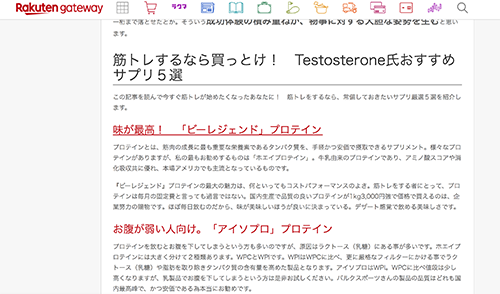 Rakuten gateway
ラクマ
一桁まで落とせたとか。そういう成功体験の積み重ねが、物事に対する大胆な姿勢を生むと思い
ます。
筋トレするなら買っとけ！　Testosterone氏おすすめ
サプリ５選
この記事を読んで今すぐ筋トレが始めたくなったあなたに！　筋トレをするなら、常備しておきたいサプリ厳選５選を紹介し
ます。
味が最高！　「ビーレジェンド」プロテイン
プロテインとは、筋肉の成長に最も重要な栄養素であるタンパク質を、手軽かつ安価で摂取できるサプリメント。様々なプロ
テインがありますが、私の最もお勧めするものは「ホエイプロテイン」。牛乳由来のプロテインであり、アミノ酸スコアや消
化吸収共に優れ、本場アメリカでも主流となっているものです。
『ビーレジェンド』プロテインの最大の魅力は、何といってもコストパフォーマンスのよさ。筋トレをする者にとって、プロテ
インは毎月の固定費と言っても過言ではない。国内生産で品質の良いプロテインが1kg3,000円強で価格で買えるのは、企
業努力の賜物です。ほぼ毎日飲むのだから、味が美味しいほうが良いに決まっている。デザート感覚で飲める美味しさです。
お腹が弱い人向け。「アイソプロ」プロテイン
プロテインを飲むとお腹を下してしまうという方も多いのですが、原因はラクトース（乳糖）にある事が多いです。ホエイプ
ロテインには大きく分けて２種類あります。WPCとWPIです。WPIはWPCに比べ、更に厳格なフィルターにかける事でラク
トース（乳糖）や脂肪を取り除きタンパク質の含有量を高めた製品となります。アイソプロはWPI。WPCに比べ値段は少し
高くなりますが、乳製品でお腹を下してしまうという方は是非お試しください。バルクスポーツさんの製品の品質はどれも国
内最高峰で、かつ安価である為本当にお勧めです。